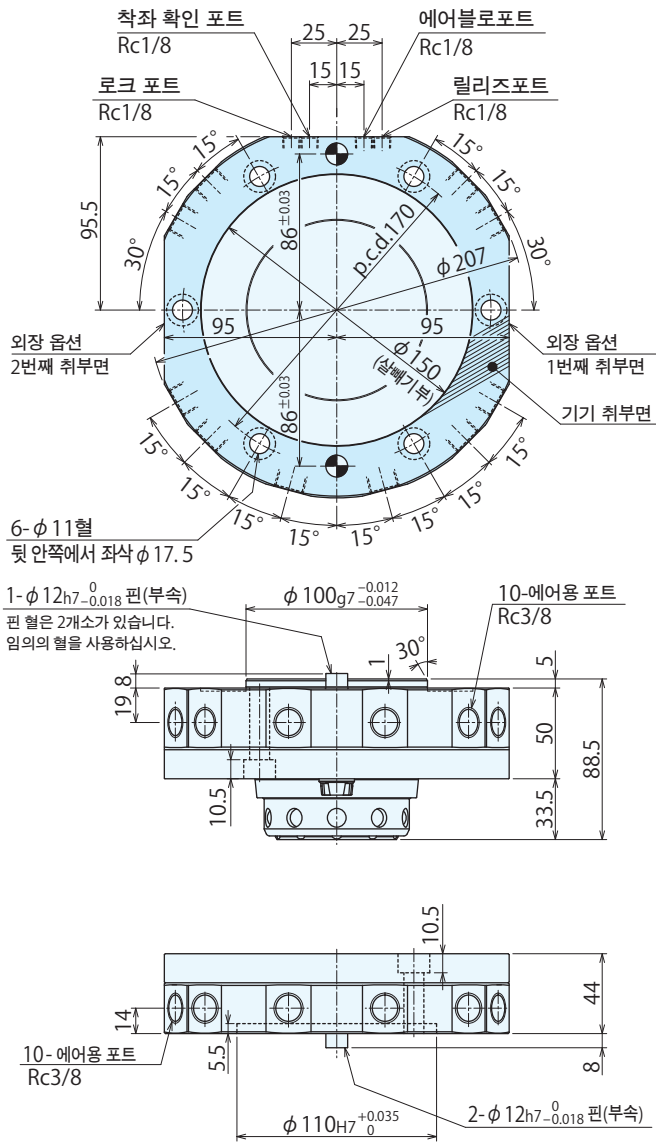 착좌 확인 포트
Rc1/8
25
25
에어블로포트
Rc1/8
15
15
로크 포트
Rc1/8
릴리즈포트
Rc1/8
15°
15°
15°
15°
95.5
30°
30°
86±0.03
p.c.d.170
φ207
95
95
외장 옵션
2번째 취부면
외장 옵션
1번째 취부면
φ150
(살빼기부)
86±0.03
기기 취부면
15°
15°
15°
15°
15°
15°
15°
15°
6-φ11혈
뒷 안쪽에서 좌삭φ17.5
1-φ12h7 0 -0.018 핀(부속)
핀 혈은 2개소가 있습니다.
임의의 혈을 사용하십시오.
φ100g7 -0.012 -0.047
10-에어용 포트
Rc3/8
1
30°
5
8
19
50
88.5
10.5
33.5
10.5
14
44
10-에어용 포트
Rc3/8
5.5
8
φ110H7 +0.035 0
2-φ12h7 0 -0.018 핀(부속)